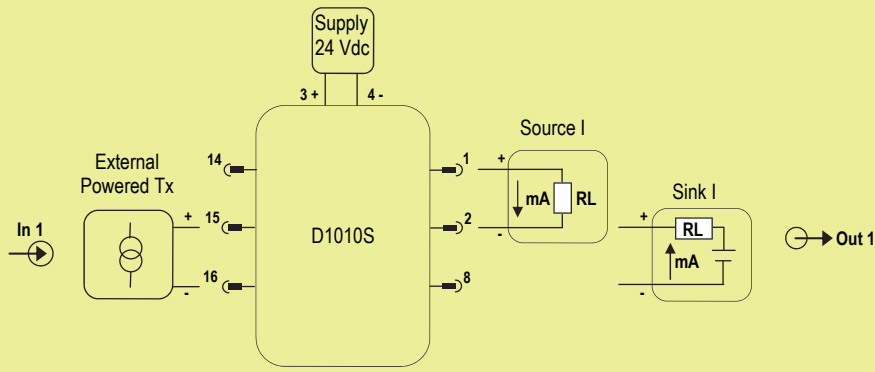 Supply
24 Vdc
3 +
4 -
Source I
External
Powered Tx
14
1
+
mA
RL
Sink I
In 1
+
15
D1010S
2
-
+
RL
mA
Out 1
16
-
8
-